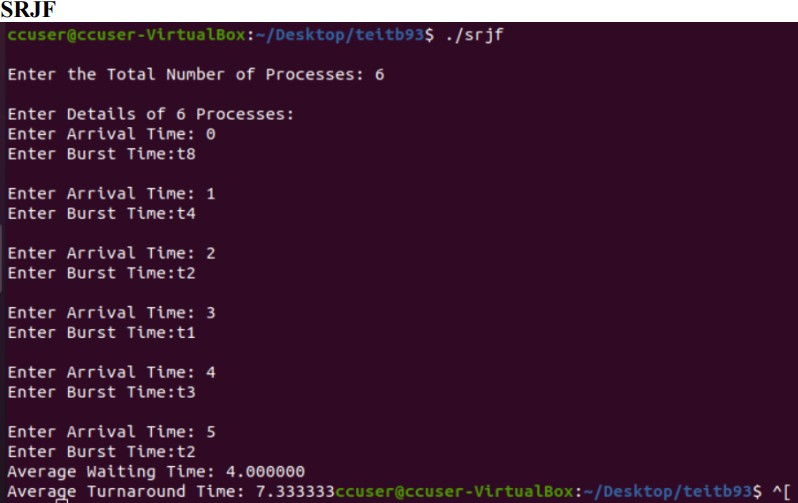 SRJF
ccuser@ccuser-VirtualBox:~/Desktop/teitb93$ ./srjf
Enter the Total Number of Processes: 6
Enter Details of 6 Processes:
Enter Arrival Time: 0
Enter Burst Time:t8
Enter Arrival Time: 1
Enter Burst Time:t4
Enter Arrival Time: 2
Enter Burst Time:t2
Enter Arrival Time: 3
Enter Burst Time:t1
Enter Arrival Time: 4
Enter Burst Time:t3
Enter Arrival Time: 5
Enter Burst Time:t2
Average Waiting Time: 4.000000
Average Turnaround Time: 7.333333ccuser@ccuser-VirtualBox:~/Desktop/teitb93$ ^[